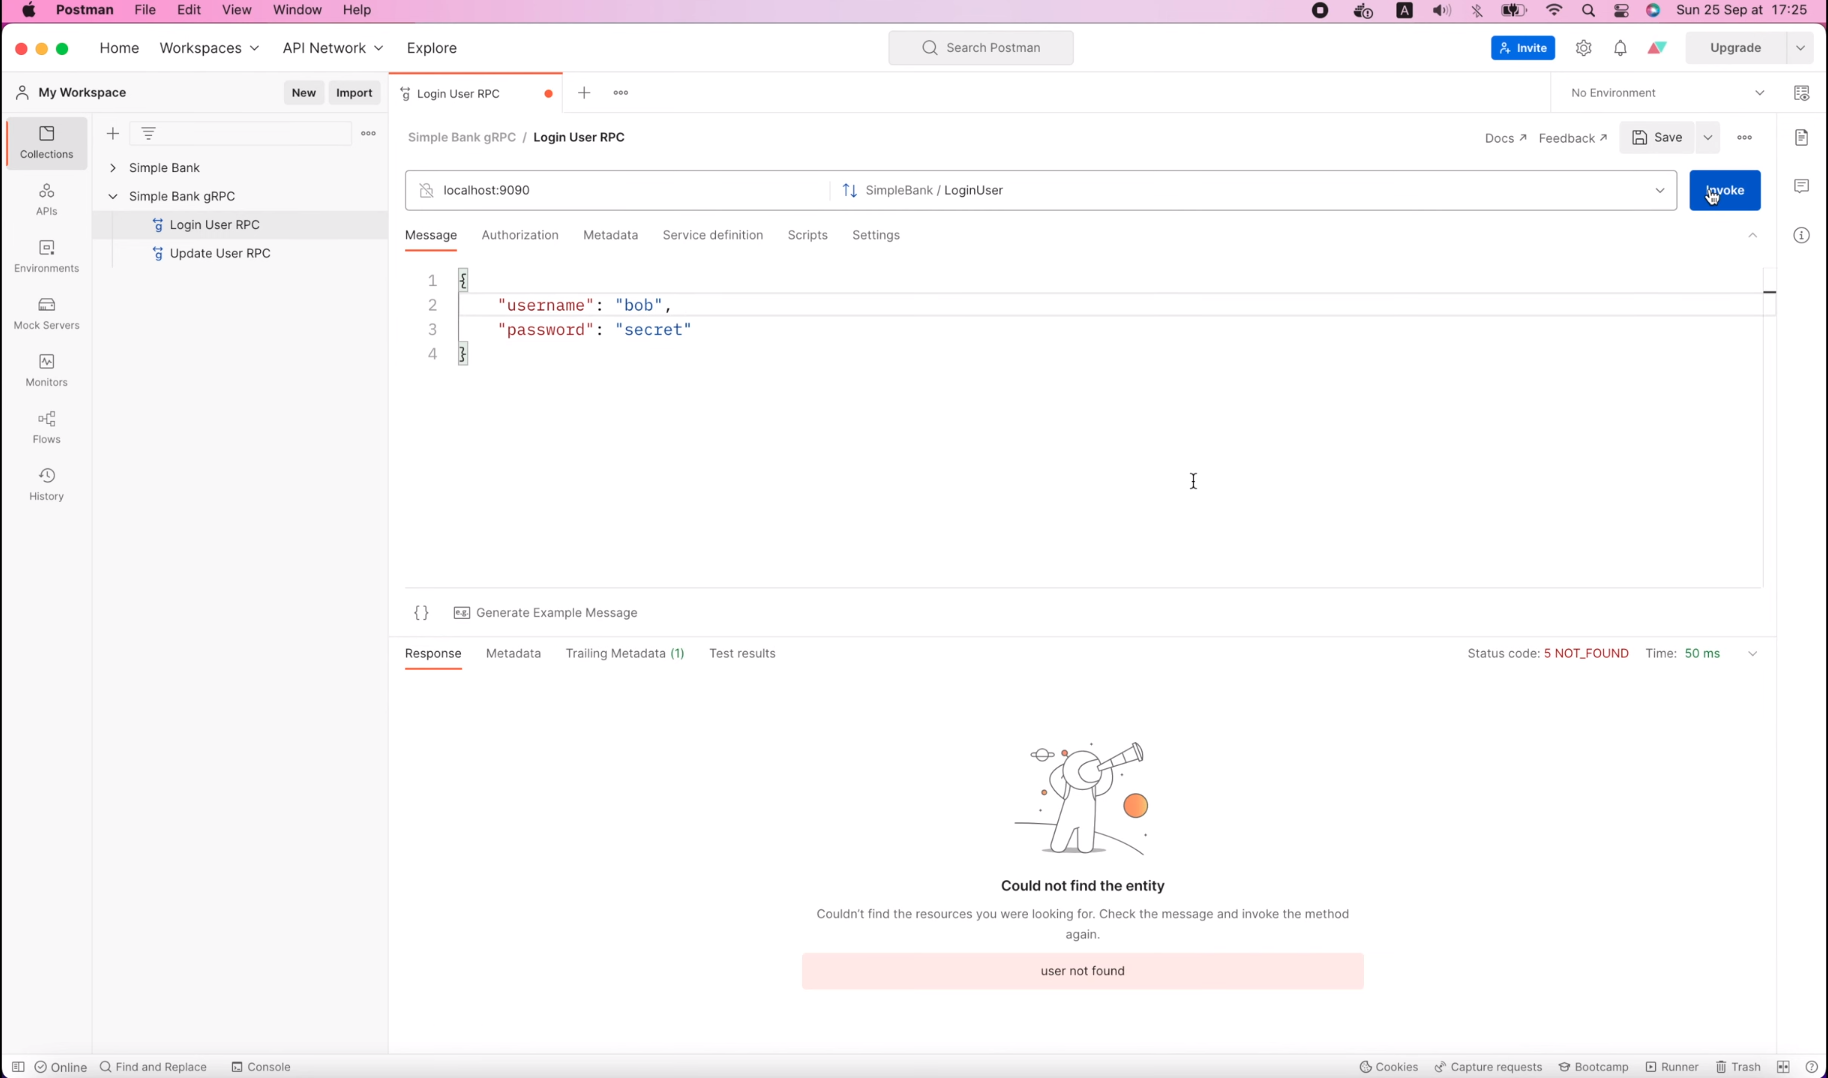 Postman File Edit View Window Help
A Sun 25 Sep at 17:25
Home Workspaces API Network Explore
Search Postman
Invite
Upgrade
My Workspace
New Import
Login User RPC
No Environment
Collections
APIs
Environments
Mock Servers
Monitors
Flows
History
Simple Bank
Simple Bank gRPC
Login User RPC
Update User RPC
Simple Bank gRPC / Login User RPC
Docs Feedback Save
localhost:9090 SimpleBank / LoginUser Invoke
Message Authorization Metadata Service definition Scripts Settings
1 {
2 "username": "bob",
3 "password": "secret"
4 }
{} e.g. Generate Example Message
Response Metadata Trailing Metadata (1) Test results
Status code: 5 NOT_FOUND Time: 50 ms
Could not find the entity
Couldn't find the resources you were looking for. Check the message and invoke the method
again.
user not found
Online Find and Replace Console
Cookies Capture requests Bootcamp Runner Trash